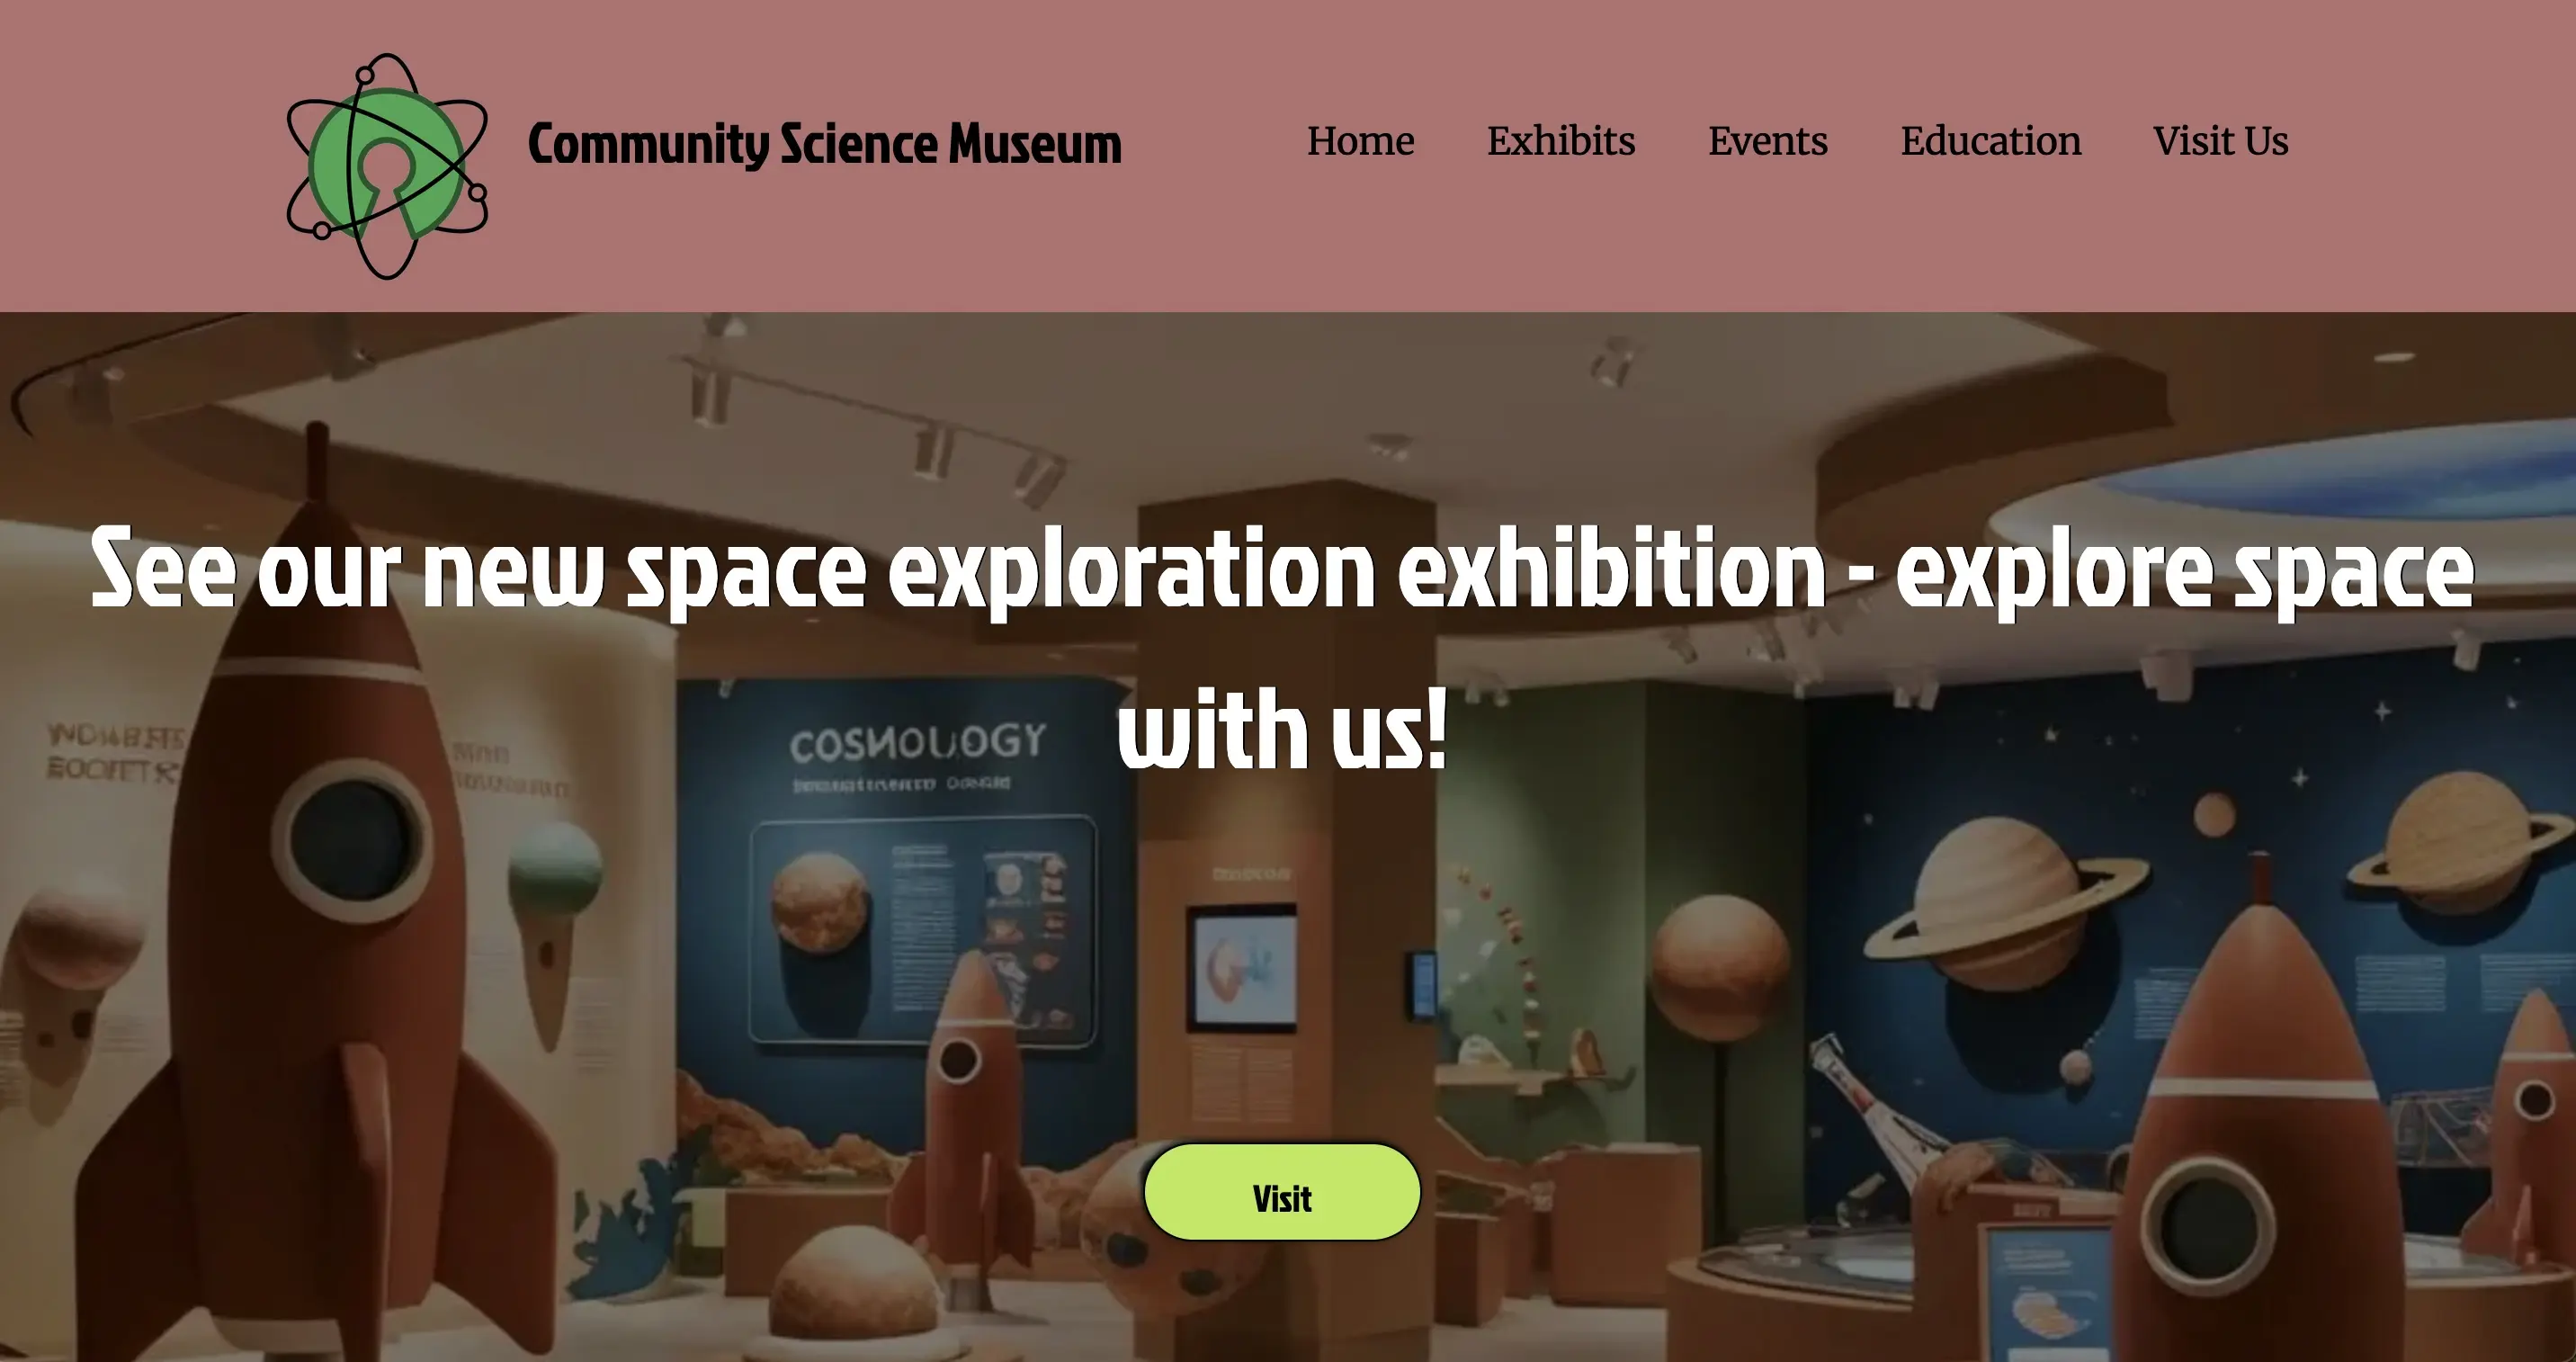 Community Science Museum
Home Exhibits Events Education Visit Us
See our new space exploration exhibition - explore space
with us!
COSMOLOGY
Visit